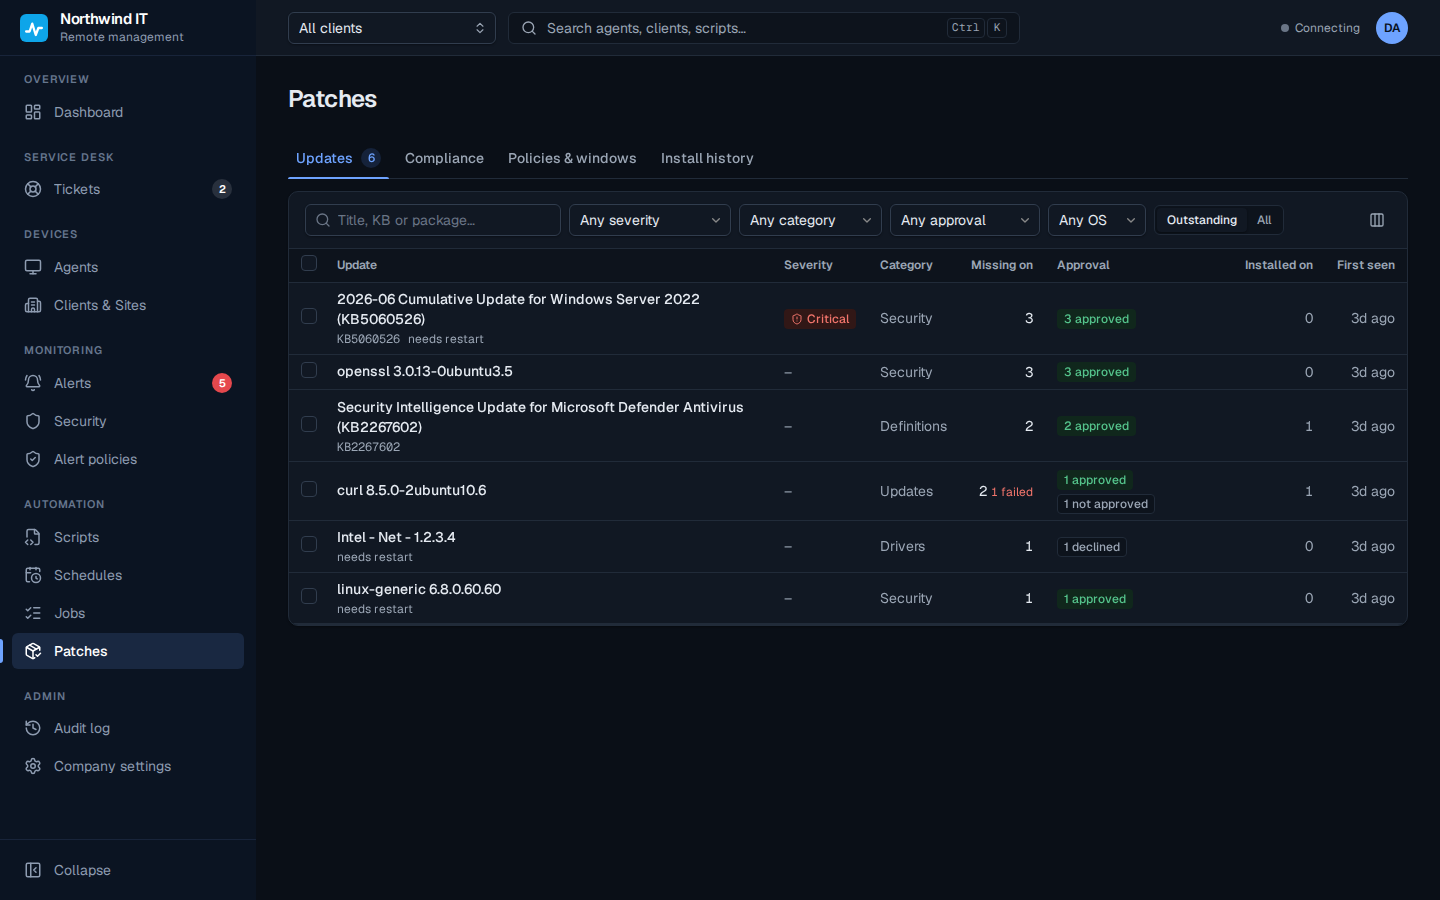 Northwind IT
Remote management
All clients
Search agents, clients, scripts...
Ctrl K
Connecting
DA
OVERVIEW
Dashboard
SERVICE DESK
Tickets 2
DEVICES
Agents
Clients & Sites
MONITORING
Alerts 5
Security
Alert policies
AUTOMATION
Scripts
Schedules
Jobs
Patches
ADMIN
Audit log
Company settings
Collapse
Patches
Updates 6 Compliance Policies & windows Install history
Title, KB or package... Any severity Any category Any approval Any OS Outstanding All
Update Severity Category Missing on Approval Installed on First seen
2026-06 Cumulative Update for Windows Server 2022
(KB5060526)
KB5060526 needs restart
Critical Security 3 3 approved 0 3d ago
openssl 3.0.13-0ubuntu3.5 – Security 3 3 approved 0 3d ago
Security Intelligence Update for Microsoft Defender Antivirus
(KB2267602)
KB2267602
– Definitions 2 2 approved 1 3d ago
curl 8.5.0-2ubuntu10.6 – Updates 2 1 failed 1 approved 1 3d ago
1 not approved
Intel - Net - 1.2.3.4
needs restart
– Drivers 1 1 declined 0 3d ago
linux-generic 6.8.0.60.60
needs restart
– Security 1 1 approved 0 3d ago